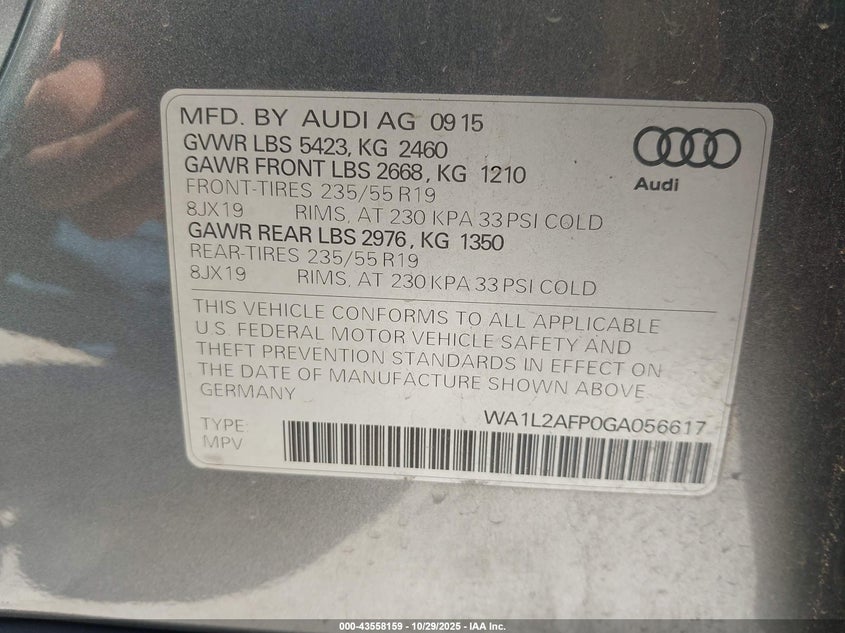 MFD. BY AUDI AG 09 15
GVWR LBS 5423, KG 2460
GAWR FRONT LBS 2668, KG 1210
FRONT-TIRES 235/55 R19
8JX19 RIMS, AT 230 KPA 33 PSI COLD
GAWR REAR LBS 2976, KG 1350
REAR-TIRES 235/55 R19
8JX19 RIMS, AT 230 KPA 33 PSI COLD
Audi
THIS VEHICLE CONFORMS TO ALL APPLICABLE
U.S. FEDERAL MOTOR VEHICLE SAFETY AND
THEFT PREVENTION STANDARDS IN EFFECT ON
THE DATE OF MANUFACTURE SHOWN ABOVE
GERMANY
WA1L2AFP0GA056617
TYPE:
MPV
000-43558159 - 10/29/2025 - IAA Inc.